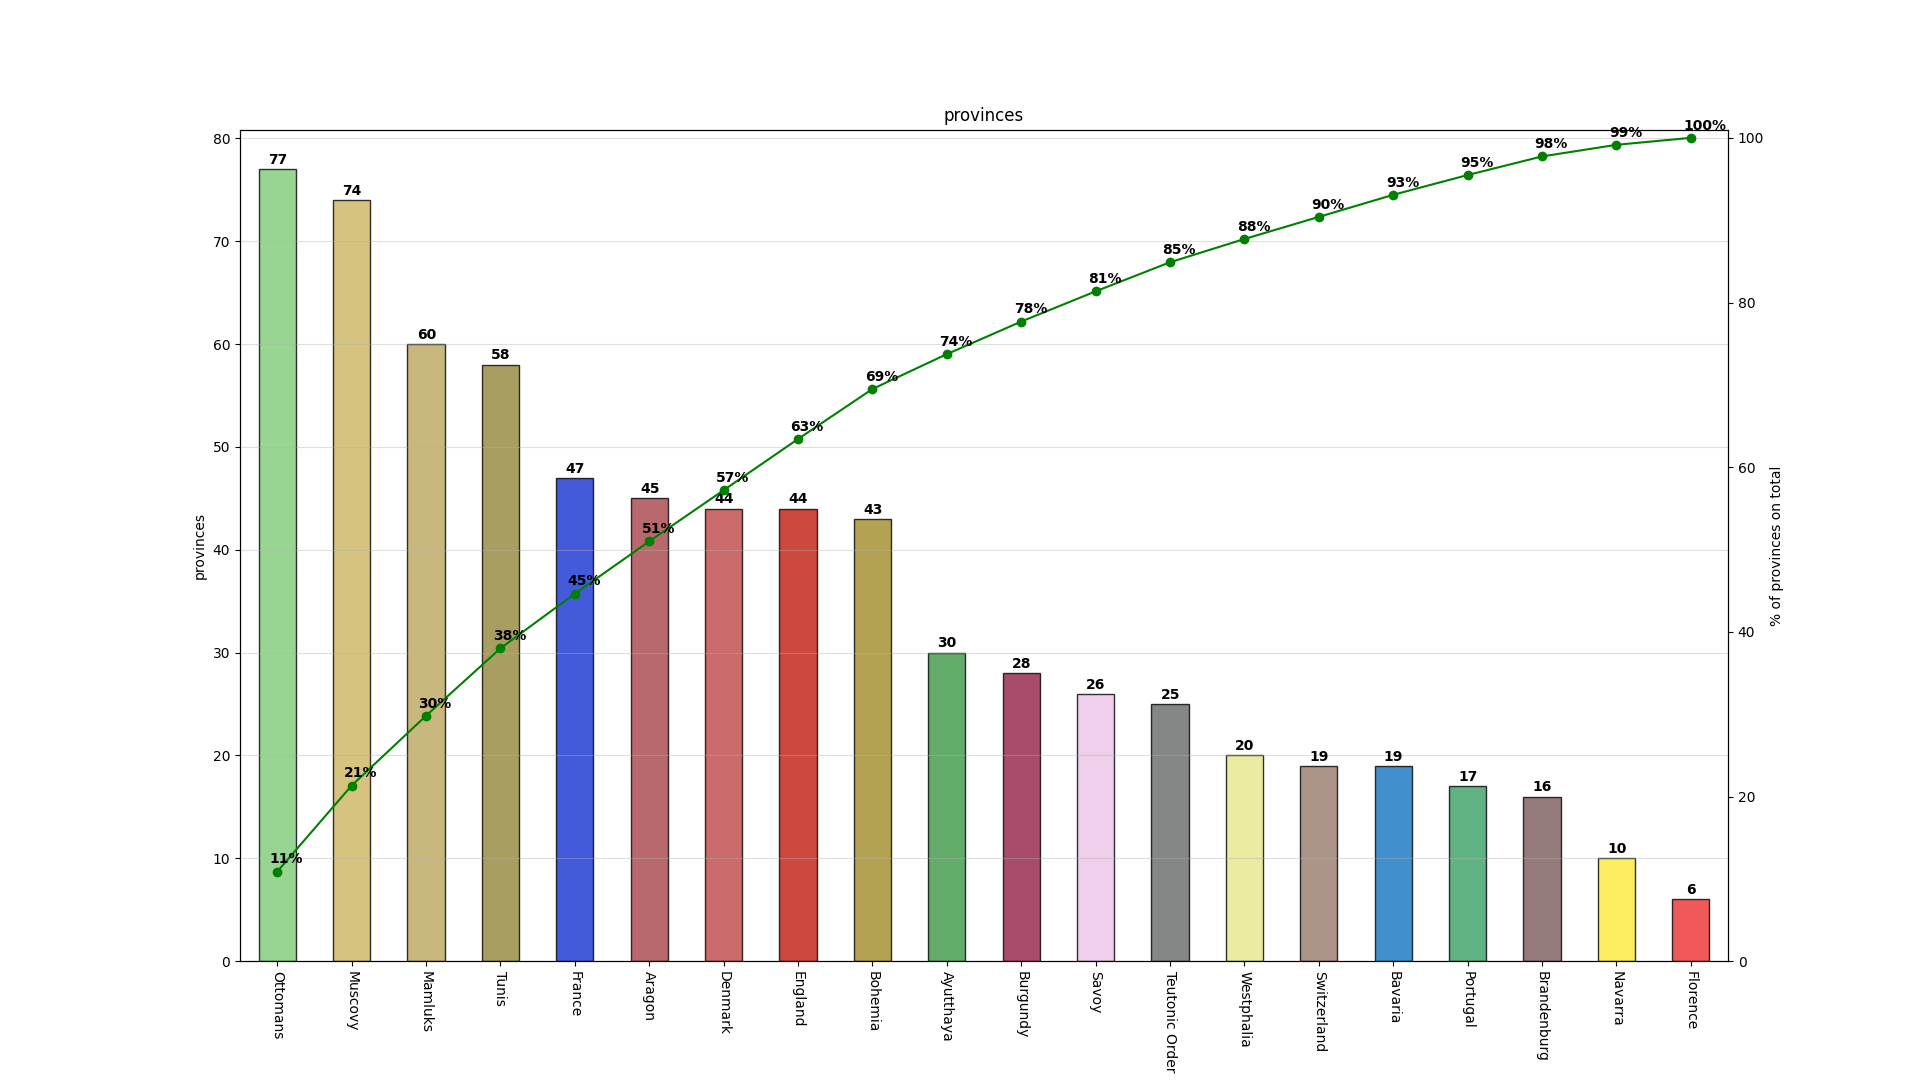 provinces
80
70
60
50
40
30
20
10
0
provinces
100
80
60
40
20
0
% of provinces on total
77
74
60
58
47
45
44
44
43
30
28
26
25
20
19
19
17
16
10
6
11%
21%
30%
38%
45%
51%
57%
63%
69%
74%
78%
81%
85%
88%
90%
93%
95%
98%
99%
100%
Ottomans
Muscovy
Mamluks
Tunis
France
Aragon
Denmark
England
Bohemia
Ayutthaya
Burgundy
Savoy
Teutonic Order
Westphalia
Switzerland
Bavaria
Portugal
Brandenburg
Navarra
Florence